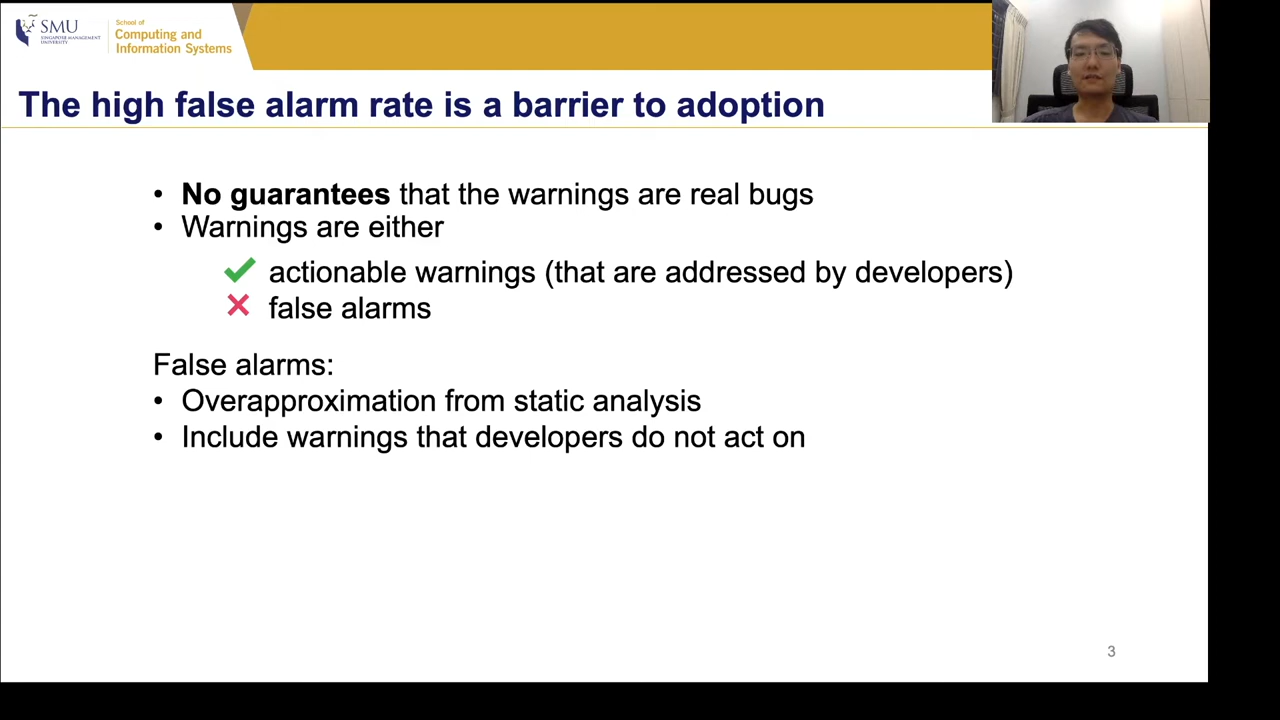 SMU
SINGAPORE MANAGEMENT
UNIVERSITY
School of
Computing and
Information Systems
The high false alarm rate is a barrier to adoption
• No guarantees that the warnings are real bugs
• Warnings are either
actionable warnings (that are addressed by developers)
false alarms
False alarms:
• Overapproximation from static analysis
• Include warnings that developers do not act on
3